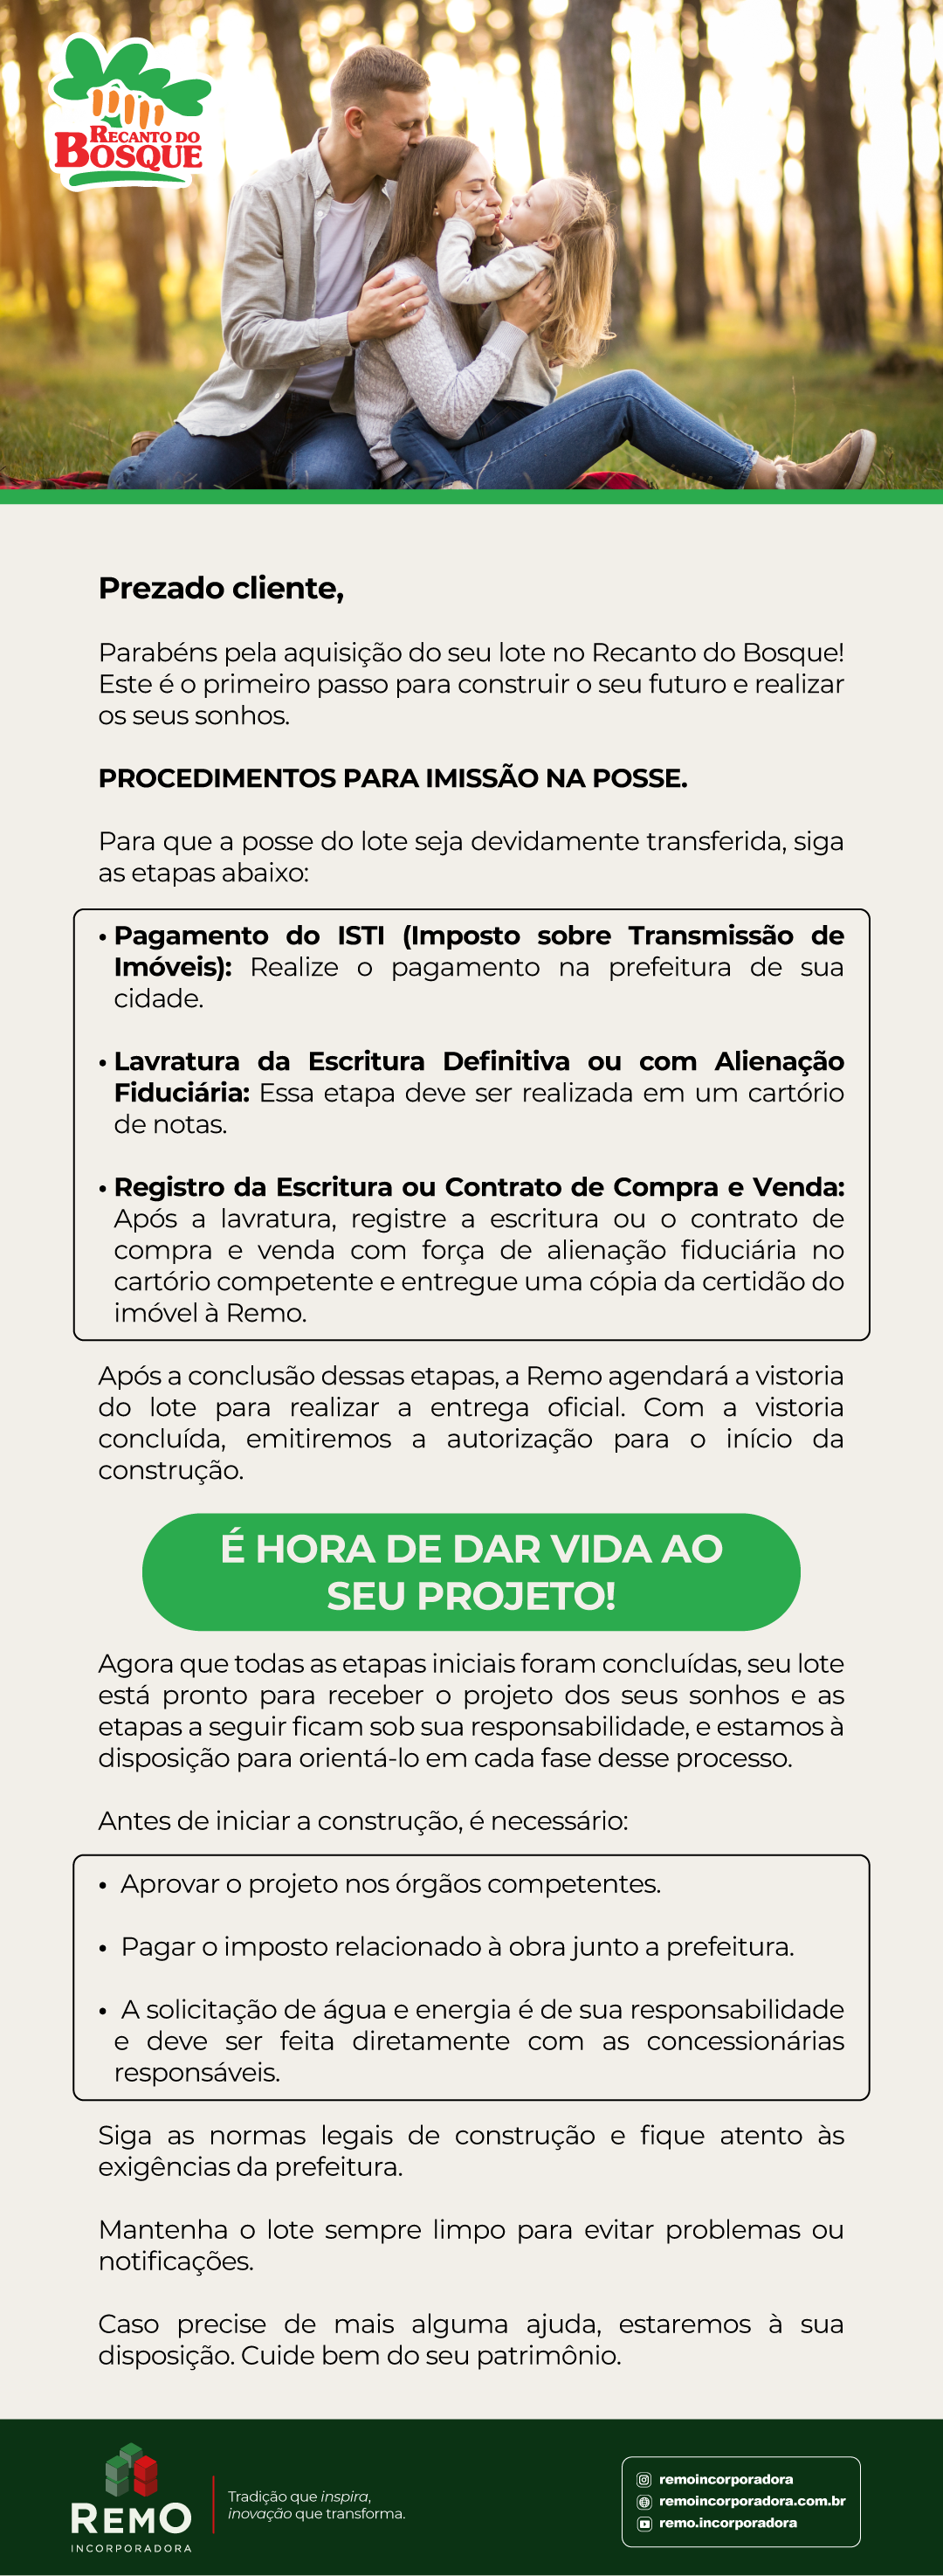 RECANTO DO
BOSQUE
Prezado cliente,
Parabéns pela aquisição do seu lote no Recanto do Bosque!
Este é o primeiro passo para construir o seu futuro e realizar
os seus sonhos.
PROCEDIMENTOS PARA IMISSÃO NA POSSE.
Para que a posse do lote seja devidamente transferida, siga
as etapas abaixo:
• Pagamento do ISTI (Imposto sobre Transmissão de
Imóveis): Realize o pagamento na prefeitura de sua
cidade.
• Lavratura da Escritura Definitiva ou com Alienação
Fiduciária: Essa etapa deve ser realizada em um cartório
de notas.
• Registro da Escritura ou Contrato de Compra e Venda:
Após a lavratura, registre a escritura ou o contrato de
compra e venda com força de alienação fiduciária no
cartório competente e entregue uma cópia da certidão do
imóvel à Remo.
Após a conclusão dessas etapas, a Remo agendará a vistoria
do lote para realizar a entrega oficial. Com a vistoria
concluída, emitiremos a autorização para o início da
construção.
É HORA DE DAR VIDA AO
SEU PROJETO!
Agora que todas as etapas iniciais foram concluídas, seu lote
está pronto para receber o projeto dos seus sonhos e as
etapas a seguir ficam sob sua responsabilidade, e estamos à
disposição para orientá-lo em cada fase desse processo.
Antes de iniciar a construção, é necessário:
• Aprovar o projeto nos órgãos competentes.
• Pagar o imposto relacionado à obra junto a prefeitura.
• A solicitação de água e energia é de sua responsabilidade
e deve ser feita diretamente com as concessionárias
responsáveis.
Siga as normas legais de construção e fique atento às
exigências da prefeitura.
Mantenha o lote sempre limpo para evitar problemas ou
notificações.
Caso precise de mais alguma ajuda, estaremos à sua
disposição. Cuide bem do seu patrimônio.
REMO
INCORPORADORA
Tradição que inspira,
inovação que transforma.
remoincorporadora
remoincorporadora.com.br
remo.incorporadora